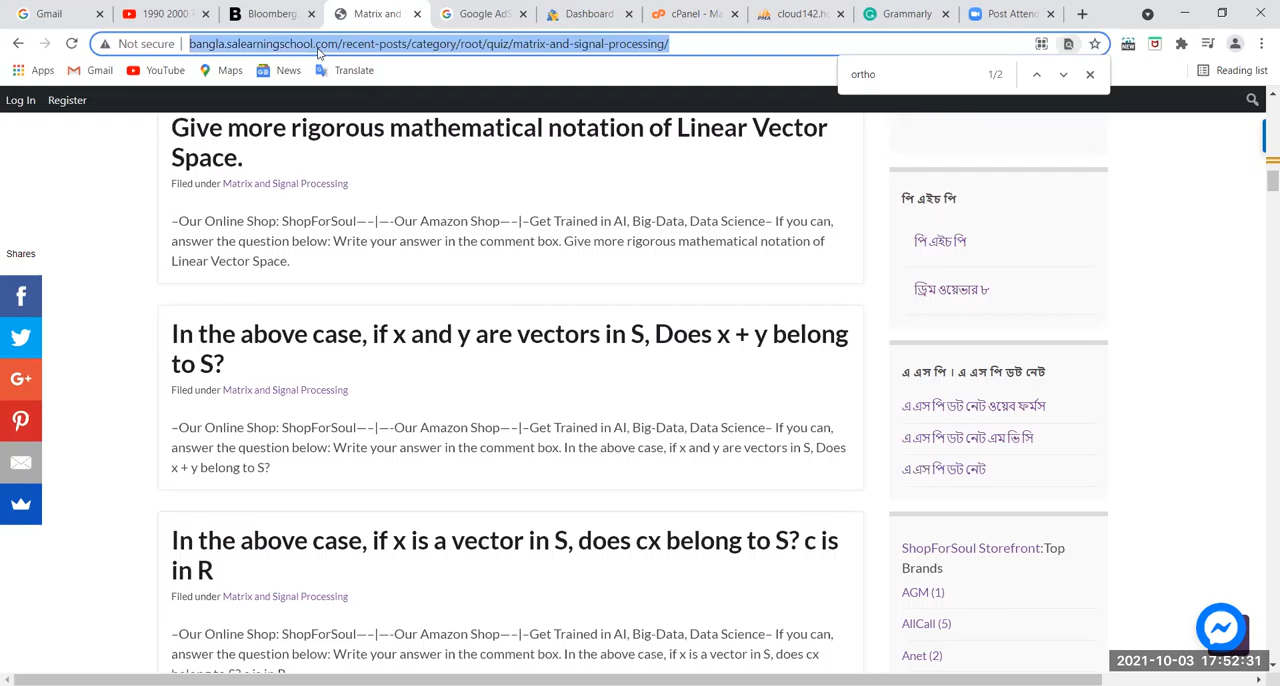 Gmail
1990 2000 F
Bloomberg
Matrix and
Google AdS
Dashboard
cPanel - Ma
cloud142.ho
Grammarly
Post Attend
Not secure
bangla.salearningschool.com/recent-posts/category/root/quiz/matrix-and-signal-processing/
Apps
Gmail
YouTube
Maps
News
Translate
ortho
1/2
Reading list
Log In
Register
Give more rigorous mathematical notation of Linear Vector
Space.
Filed under Matrix and Signal Processing
–Our Online Shop: ShopForSoul—–|—-Our Amazon Shop—–|–Get Trained in AI, Big-Data, Data Science– If you can,
answer the question below: Write your answer in the comment box. Give more rigorous mathematical notation of
Linear Vector Space.
In the above case, if x and y are vectors in S, Does x + y belong
to S?
Filed under Matrix and Signal Processing
–Our Online Shop: ShopForSoul—–|—-Our Amazon Shop—–|–Get Trained in AI, Big-Data, Data Science– If you can,
answer the question below: Write your answer in the comment box. In the above case, if x and y are vectors in S, Does
x + y belong to S?
In the above case, if x is a vector in S, does cx belong to S? c is
in R
Filed under Matrix and Signal Processing
–Our Online Shop: ShopForSoul—–|—-Our Amazon Shop—–|–Get Trained in AI, Big-Data, Data Science– If you can,
answer the question below: Write your answer in the comment box. In the above case, if x is a vector in S, does cx
belong to S? c is in R
Shares
পি এইচ পি
পি এইচ পি
ড্রিম ওয়েভার ৮
এ এস পি । এ এস পি ডট নেট
এ এস পি ডট নেট ওয়েব ফর্মস
এ এস পি ডট নেট এম ভি সি
এ এস পি ডট নেট
ShopForSoul Storefront:Top
Brands
AGM (1)
AllCall (5)
Anet (2)
2021-10-03 17:52:31